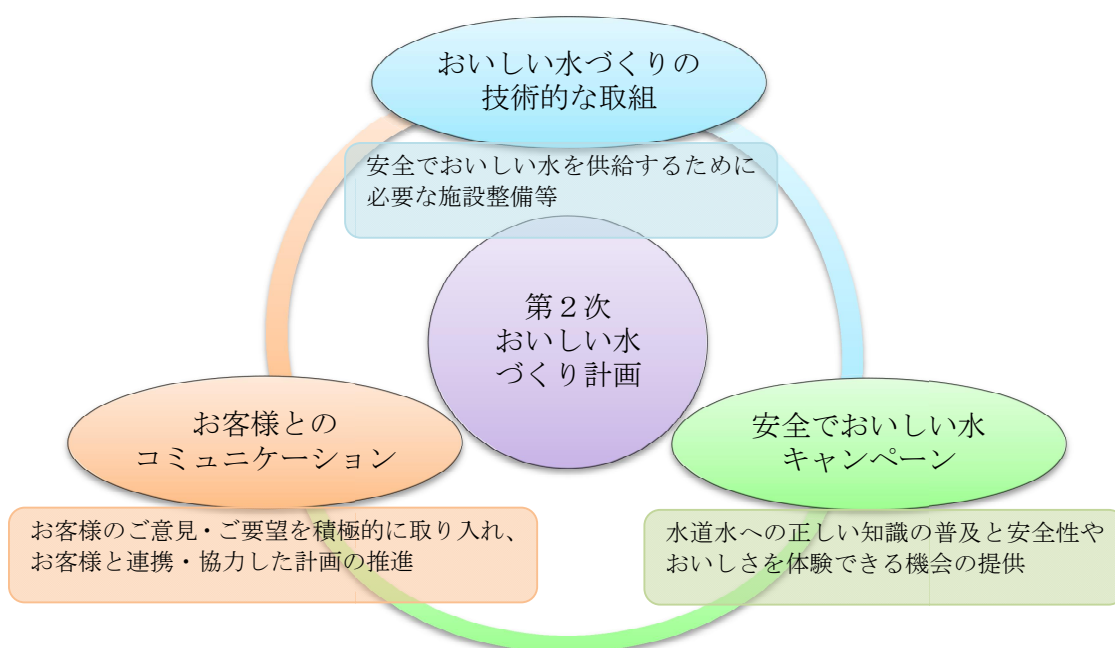 おいしい水づくりの
技術的な取組
安全でおいしい水を供給するために
必要な施設整備等
第２次
おいしい水
づくり計画
お客様との
コミュニケーション
お客様のご意見・ご要望を積極的に取り入れ、
お客様と連携・協力した計画の推進
安全でおいしい水
キャンペーン
水道水への正しい知識の普及と安全性や
おいしさを体験できる機会の提供